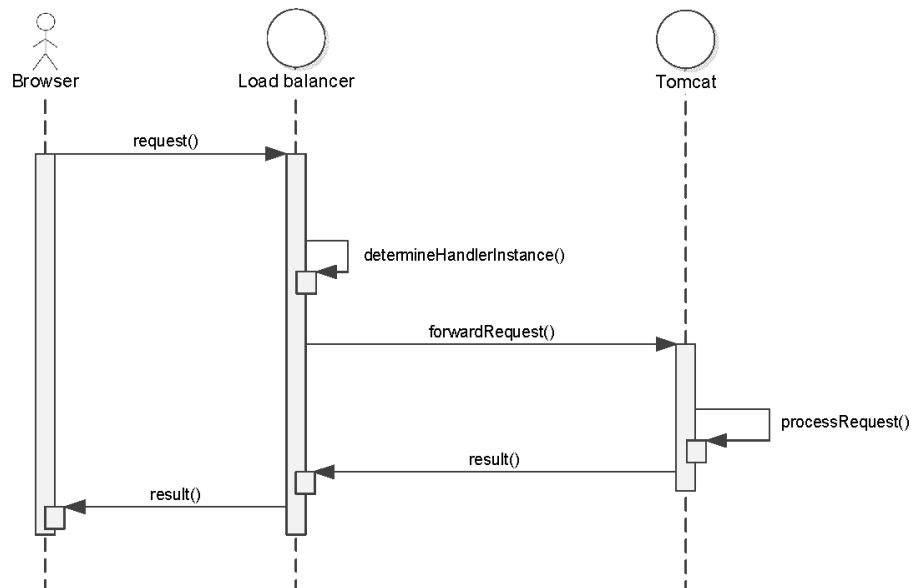 Browser
Load balancer
Tomcat
request()
determineHandlerInstance()
forwardRequest()
processRequest()
result()
result()